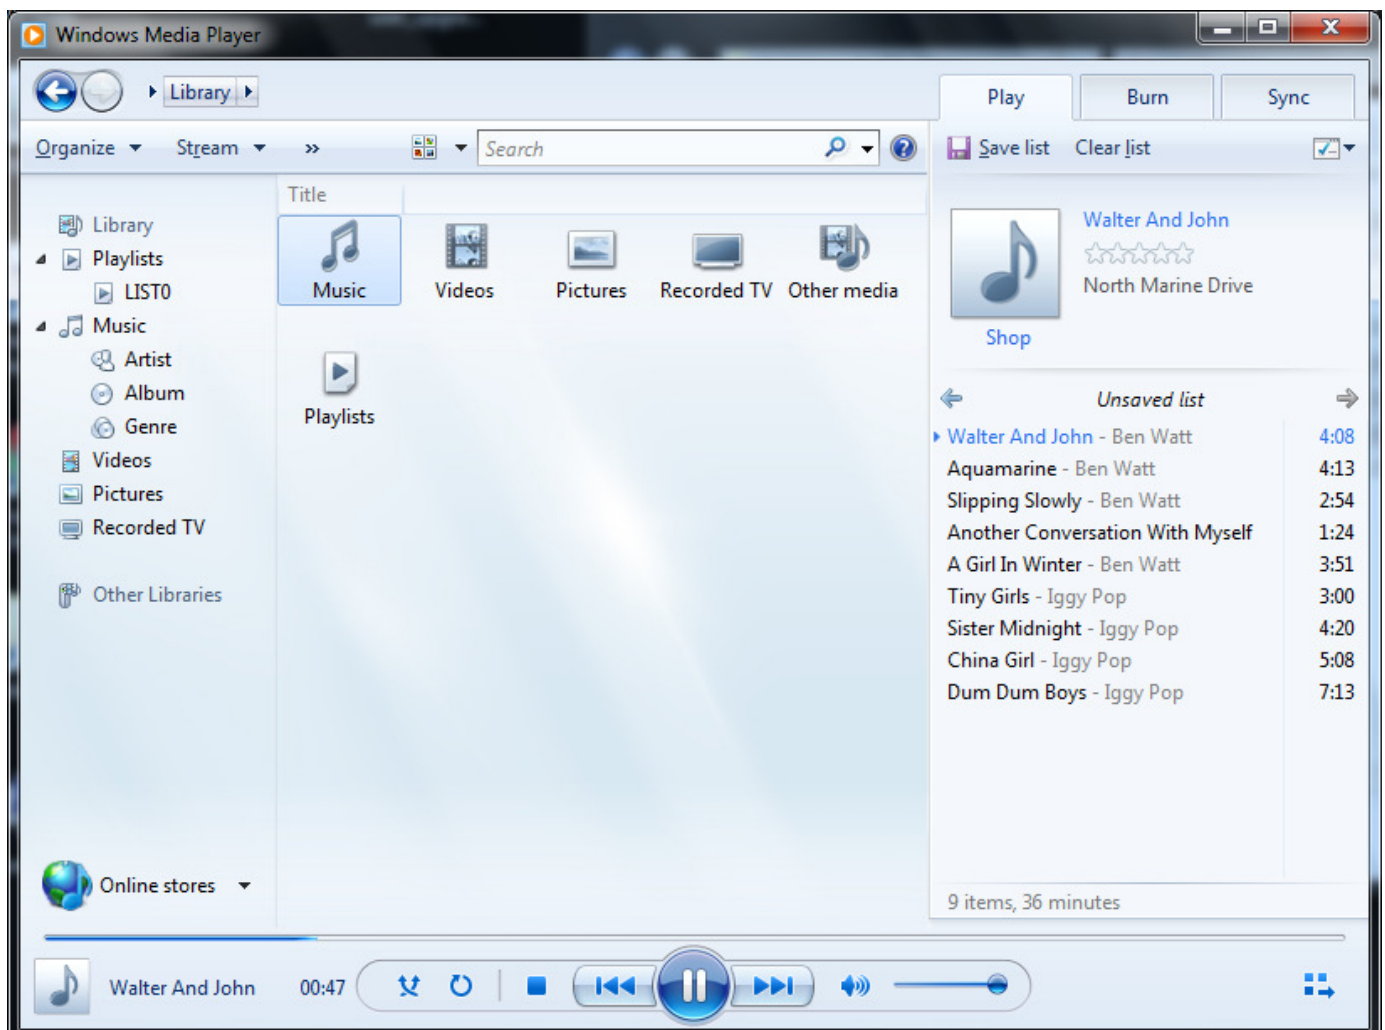 Windows Media Player
Library
Play
Burn
Sync
Organize
Stream
»
Search
Save list
Clear list
Title
Library
Playlists
LIST0
Music
Artist
Album
Genre
Videos
Pictures
Recorded TV
Other Libraries
Music
Videos
Pictures
Recorded TV
Other media
Playlists
Walter And John
North Marine Drive
Shop
Unsaved list
Walter And John - Ben Watt 4:08
Aquamarine - Ben Watt 4:13
Slipping Slowly - Ben Watt 2:54
Another Conversation With Myself 1:24
A Girl In Winter - Ben Watt 3:51
Tiny Girls - Iggy Pop 3:00
Sister Midnight - Iggy Pop 4:20
China Girl - Iggy Pop 5:08
Dum Dum Boys - Iggy Pop 7:13
9 items, 36 minutes
Online stores
Walter And John 00:47